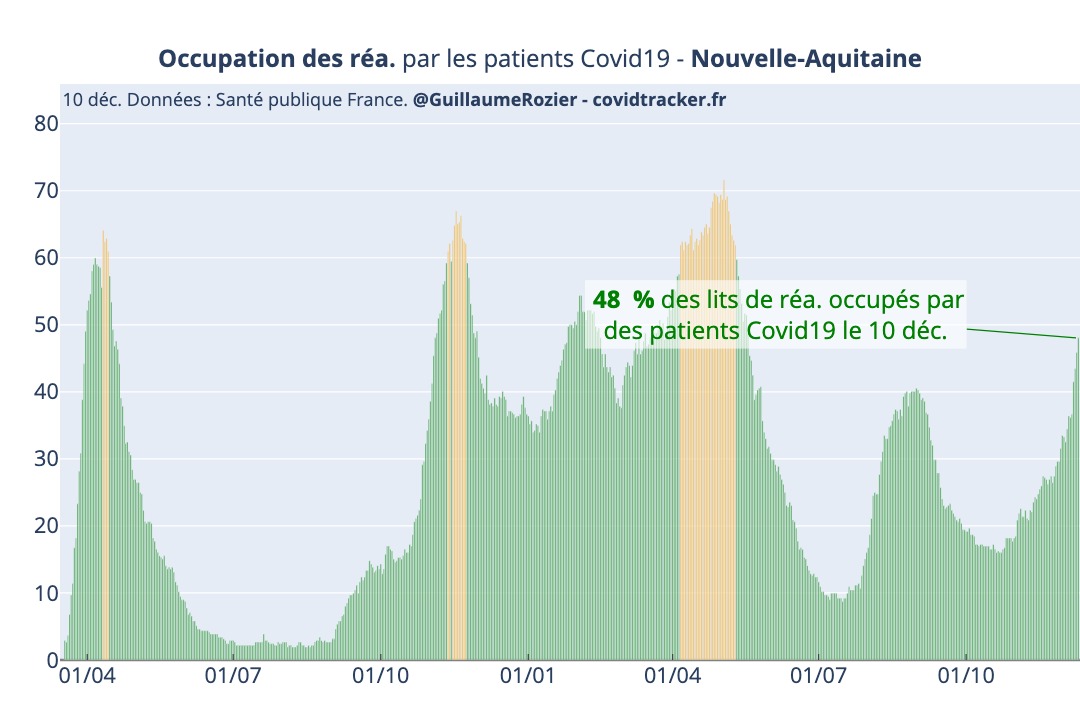 Occupation des réa. par les patients Covid19 - Nouvelle-Aquitaine
10 déc. Données : Santé publique France. @GuillaumeRozier - covidtracker.fr
80
70
60
50
40
30
20
10
0
48 % des lits de réa. occupés par
des patients Covid19 le 10 déc.
01/04 01/07 01/10 01/01 01/04 01/07 01/10